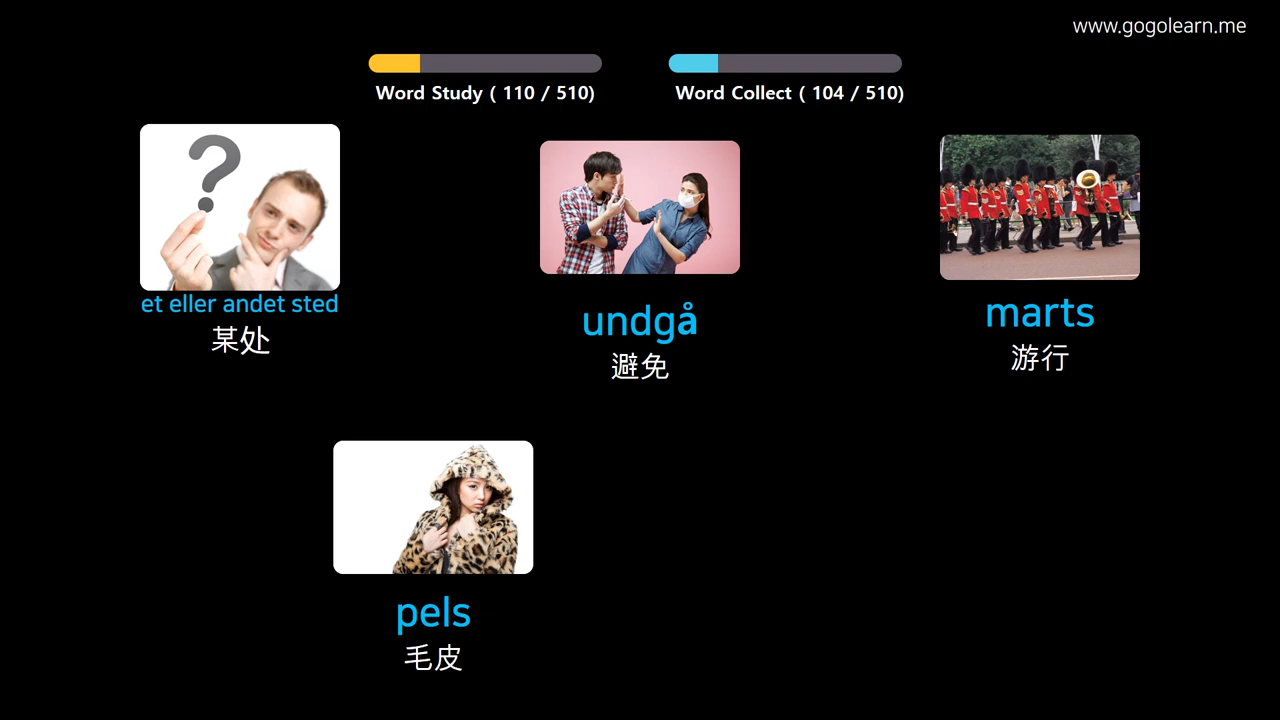 www.gogolearn.me
Word Study ( 110 / 510)
Word Collect ( 104 / 510)
et eller andet sted
某处
undgå
避免
marts
游行
pels
毛皮